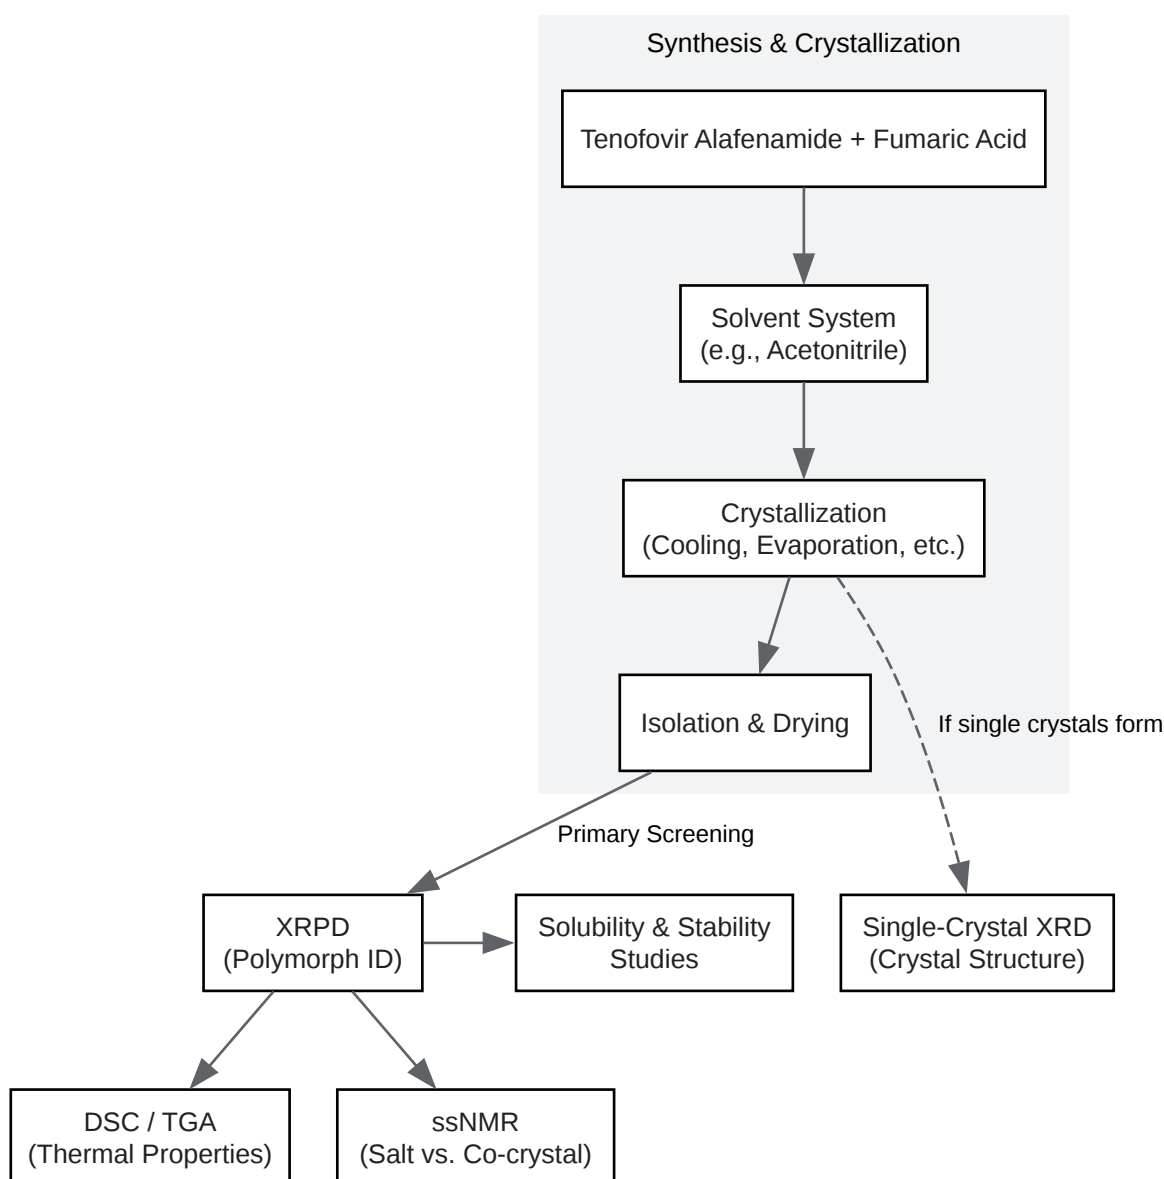 Synthesis & Crystallization
Tenofovir Alafenamide + Fumaric Acid
Solvent System
(e.g., Acetonitrile)
Crystallization
(Cooling, Evaporation, etc.)
Isolation & Drying
If single crystals form
Primary Screening
XRPD
(Polymorph ID)
Solubility & Stability
Studies
Single-Crystal XRD
(Crystal Structure)
DSC / TGA
(Thermal Properties)
ssNMR
(Salt vs. Co-crystal)